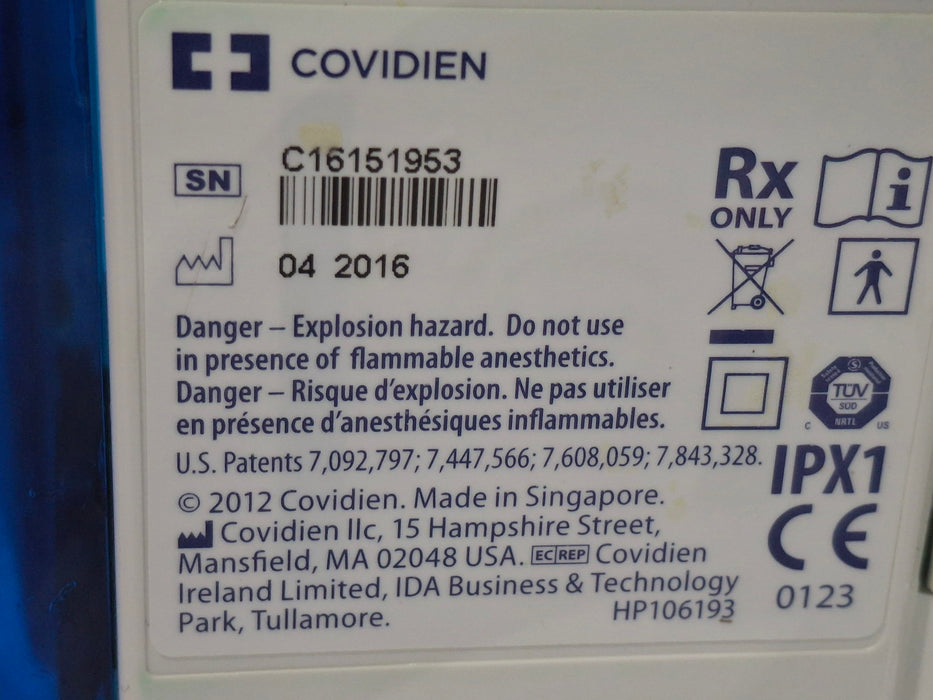 COVIDIEN
SN
C16151953
04 2016
Rx
ONLY
Danger – Explosion hazard. Do not use
in presence of flammable anesthetics.
Danger – Risque d'explosion. Ne pas utiliser
en présence d'anesthésiques inflammables.
U.S. Patents 7,092,797; 7,447,566; 7,608,059; 7,843,328.
© 2012 Covidien. Made in Singapore.
Covidien llc, 15 Hampshire Street,
Mansfield, MA 02048 USA. EC REP Covidien
Ireland Limited, IDA Business & Technology
Park, Tullamore.
HP106193
i
TÜV
SÜD
NRTL
C US
IPX1
CE
0123